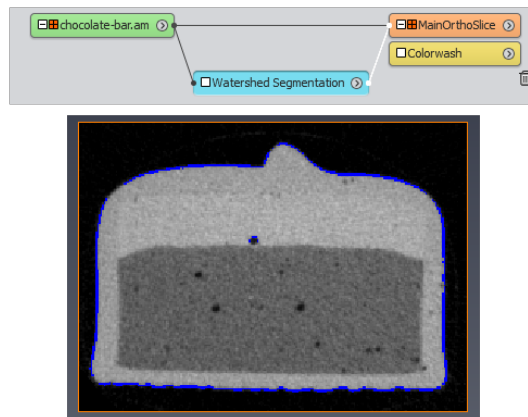 chocolate-bar.am
MainOrthoSlice
Colorwash
Watershed Segmentation